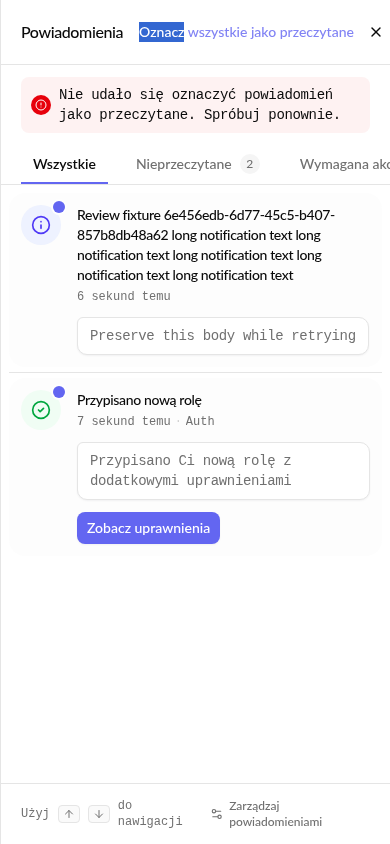 Powiadomienia Oznacz wszystkie jako przeczytane
Nie udało się oznaczyć powiadomień
jako przeczytane. Spróbuj ponownie.
Wszystkie Nieprzeczytane 2 Wymagana akc
Review fixture 6e456edb-6d77-45c5-b407-
857b8db48a62 long notification text long
notification text long notification text long
notification text long notification text
6 sekund temu
Preserve this body while retrying
Przypisano nową rolę
7 sekund temu · Auth
Przypisano Ci nową rolę z
dodatkowymi uprawnieniami
Zobacz uprawnienia
Użyj ↑ ↓ do
nawigacji
Zarządzaj
powiadomieniami